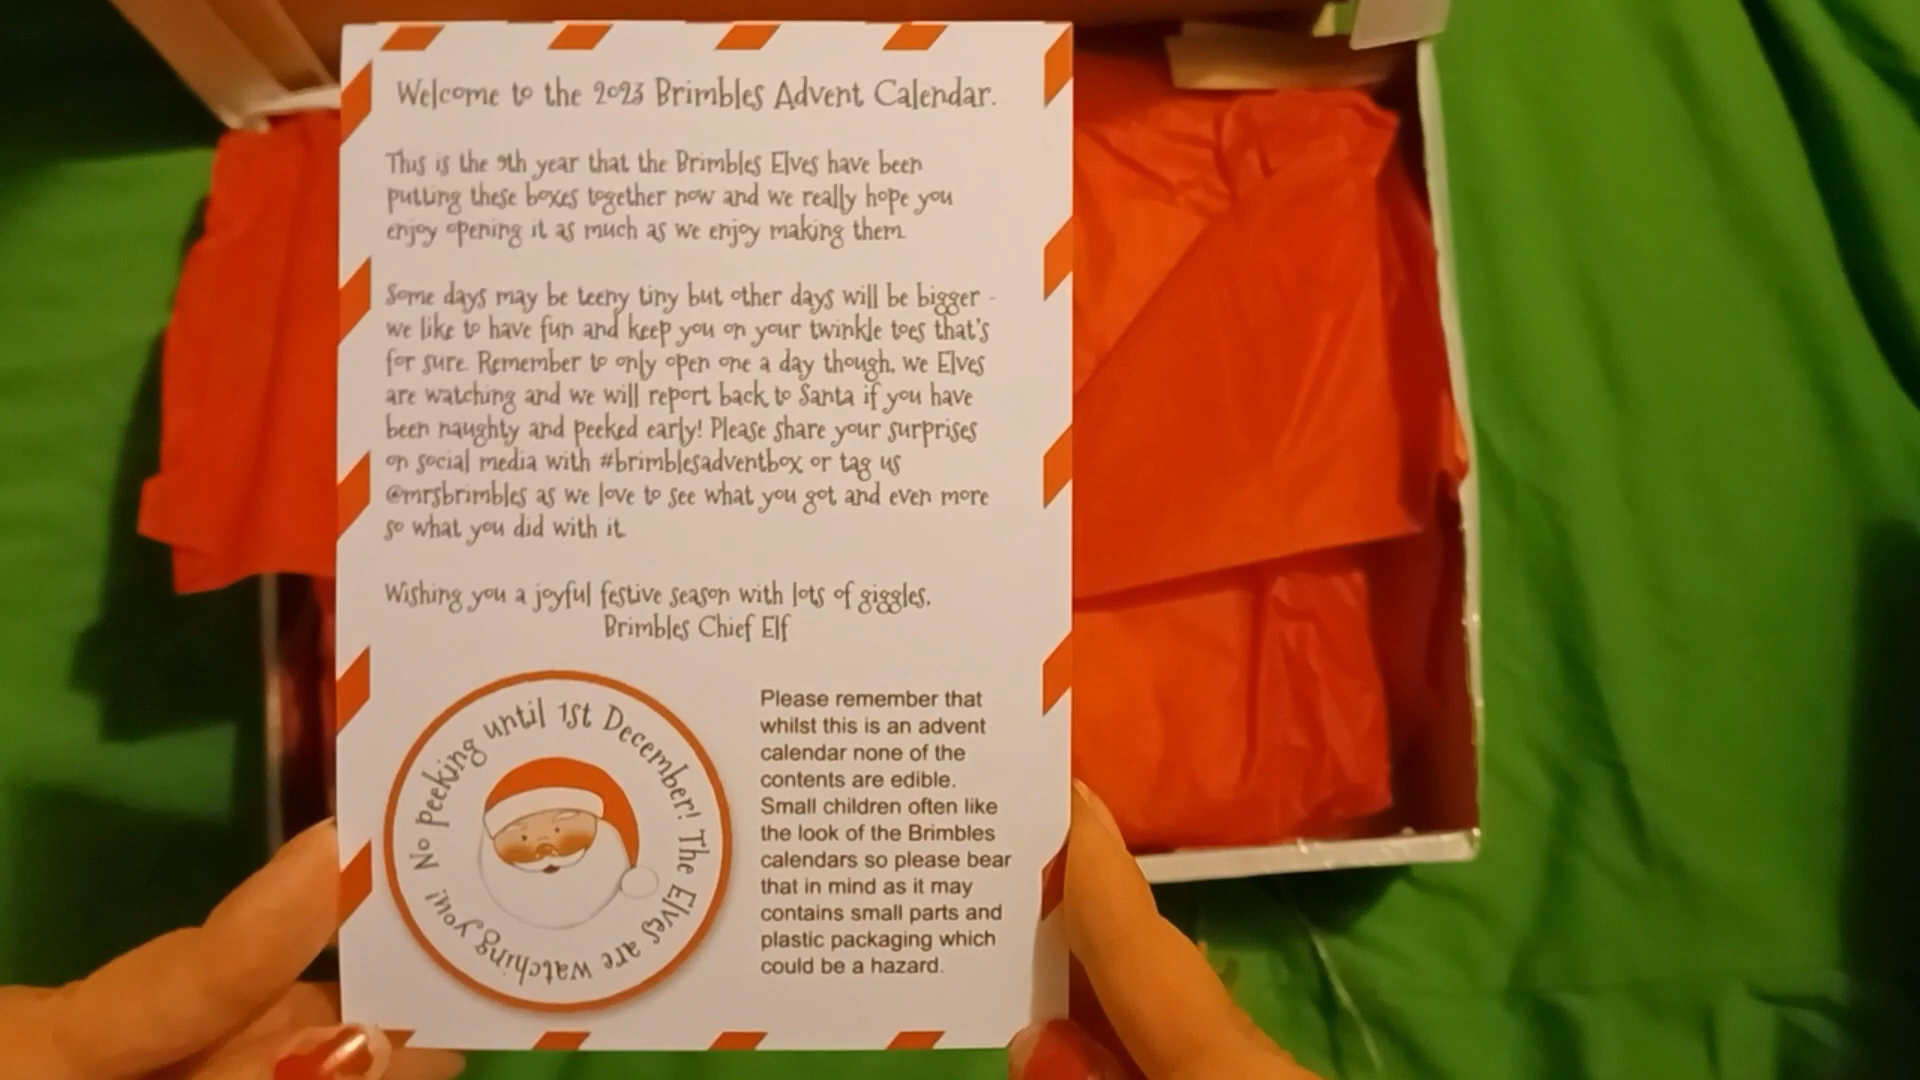 Welcome to the 2023 Brimbles Advent Calendar.
This is the 9th year that the Brimbles Elves have been
putting these boxes together now and we really hope you
enjoy opening it as much as we enjoy making them.
Some days may be teeny tiny but other days will be bigger -
we like to have fun and keep you on your twinkle toes that's
for sure. Remember to only open one a day though, we Elves
are watching and we will report back to Santa if you have
been naughty and peeked early! Please share your surprises
on social media with #brimblesadventbox or tag us
@mrsbrimbles as we love to see what you got and even more
so what you did with it.
Wishing you a joyful festive season with lots of giggles,
Brimbles Chief Elf
No peeking until 1st December! The Elves are watching you!
Please remember that
whilst this is an advent
calendar none of the
contents are edible.
Small children often like
the look of the Brimbles
calendars so please bear
that in mind as it may
contains small parts and
plastic packaging which
could be a hazard.